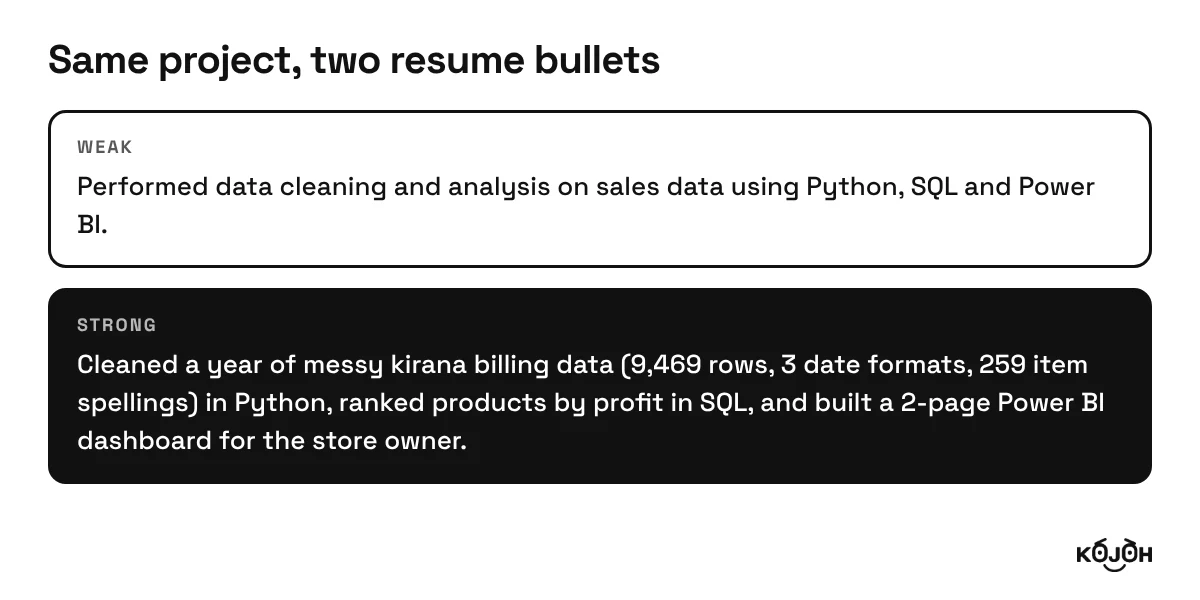 Same project, two resume bullets
WEAK
Performed data cleaning and analysis on sales data using Python, SQL and Power
BI.
STRONG
Cleaned a year of messy kirana billing data (9,469 rows, 3 date formats, 259 item
spellings) in Python, ranked products by profit in SQL, and built a 2-page Power BI
dashboard for the store owner.
KOJOH